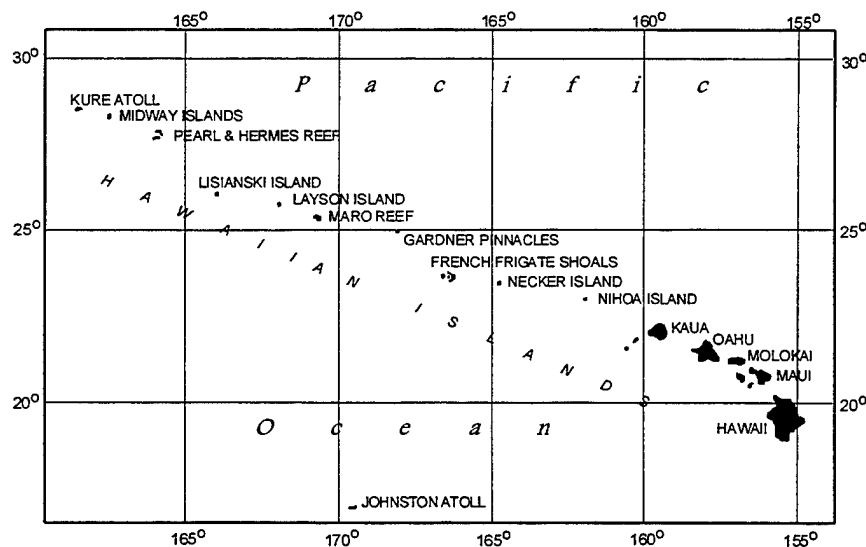 165° 170° 165° 160° 155°
30° 30°
P a c i f i c
KURE ATOLL
MIDWAY ISLANDS
PEARL & HERMES REEF
LISIANSKI ISLAND
LAYSON ISLAND
MARO REEF
25° 25°
GARDNER PINNACLES
FRENCH FRIGATE SHOALS
NECKER ISLAND
NIHOA ISLAND
HAWAIIAN ISLANDS
KAUA
OAHU
MOLOKAI
MAUI
20° 20°
O c e a n
HAWAII
JOHNSTON ATOLL
165° 170° 165° 160° 155°